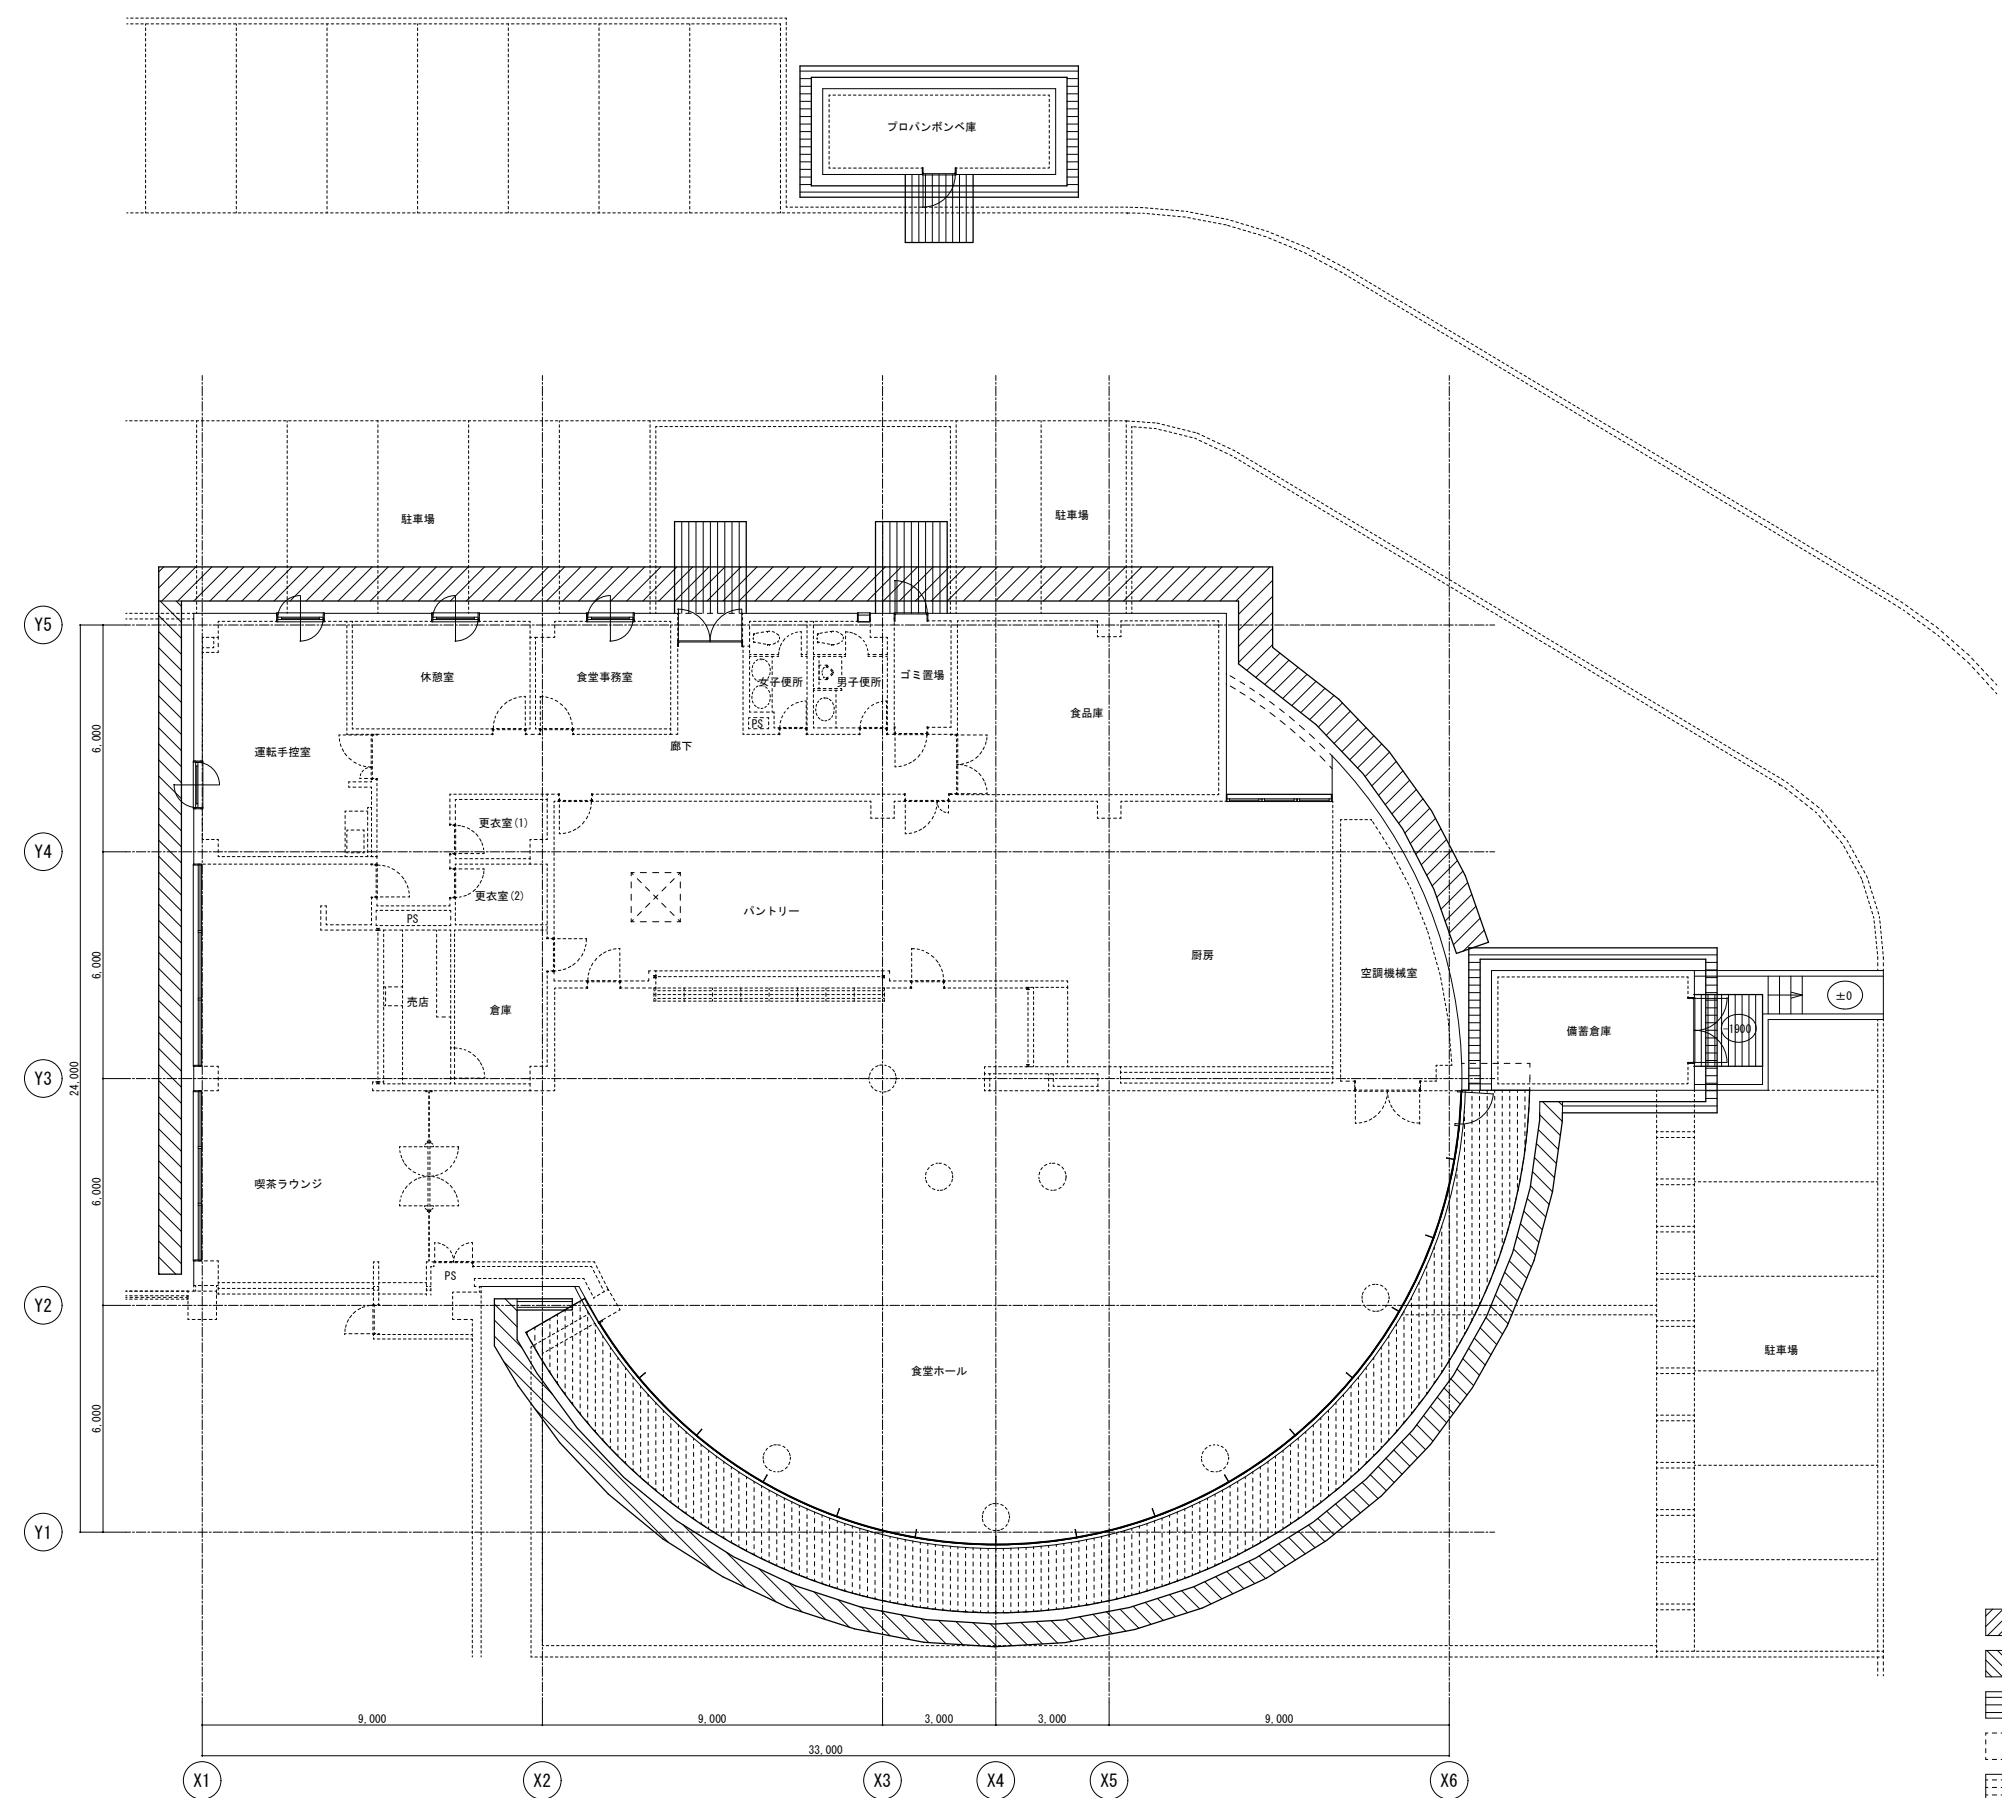 プロパンボンベ庫
駐車場
駐車場
Y5
休憩室
食堂事務室
女子便所
男子便所
ゴミ置場
PS
食品庫
6,000
運転手控室
廊下
更衣室(1)
Y4
更衣室(2)
PS
パントリー
6,000
厨房
空調機械室
±0
売店
倉庫
備蓄倉庫
-1900
Y3
24,000
6,000
喫茶ラウンジ
PS
Y2
駐車場
食堂ホール
6,000
Y1
9,000
9,000
3,000
3,000
9,000
33,000
X1
X2
X3
X4
X5
X6